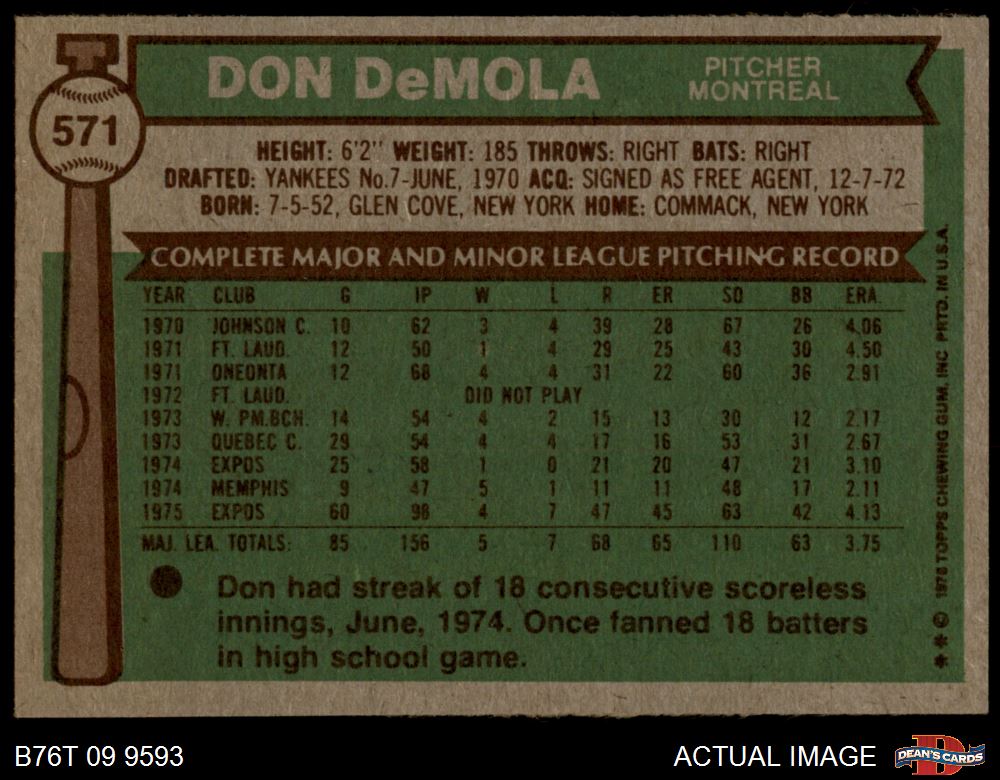 DON DeMOLA
PITCHER
MONTREAL
571
HEIGHT: 6'2" WEIGHT: 185 THROWS: RIGHT BATS: RIGHT
DRAFTED: YANKEES No.7-JUNE, 1970 ACQ: SIGNED AS FREE AGENT, 12-7-72
BORN: 7-5-52, GLEN COVE, NEW YORK HOME: COMMACK, NEW YORK
COMPLETE MAJOR AND MINOR LEAGUE PITCHING RECORD
YEAR CLUB G IP W L R ER SO BB ERA
1970 JOHNSON C. 10 62 3 4 39 28 67 26 4.06
1971 FT. LAUD. 12 50 1 4 29 25 43 30 4.50
1971 ONEONTA 12 68 4 4 31 22 60 36 2.91
1972 FT. LAUD. DID NOT PLAY
1973 W. PM.BCH. 14 54 4 2 15 13 30 12 2.17
1973 QUEBEC C. 29 54 4 4 17 16 53 31 2.67
1974 EXPOS 25 58 1 0 21 20 47 21 3.10
1974 MEMPHIS 9 47 5 1 11 11 48 17 2.11
1975 EXPOS 60 98 4 7 47 45 63 42 4.13
MAJ. LEA. TOTALS: 85 156 5 7 68 65 110 63 3.75
Don had streak of 18 consecutive scoreless
innings, June, 1974. Once fanned 18 batters
in high school game.
** © 1976 TOPPS CHEWING GUM, INC PRTD. IN U.S.A.
B76T 09 9593
ACTUAL IMAGE
D
DEAN'S CARDS